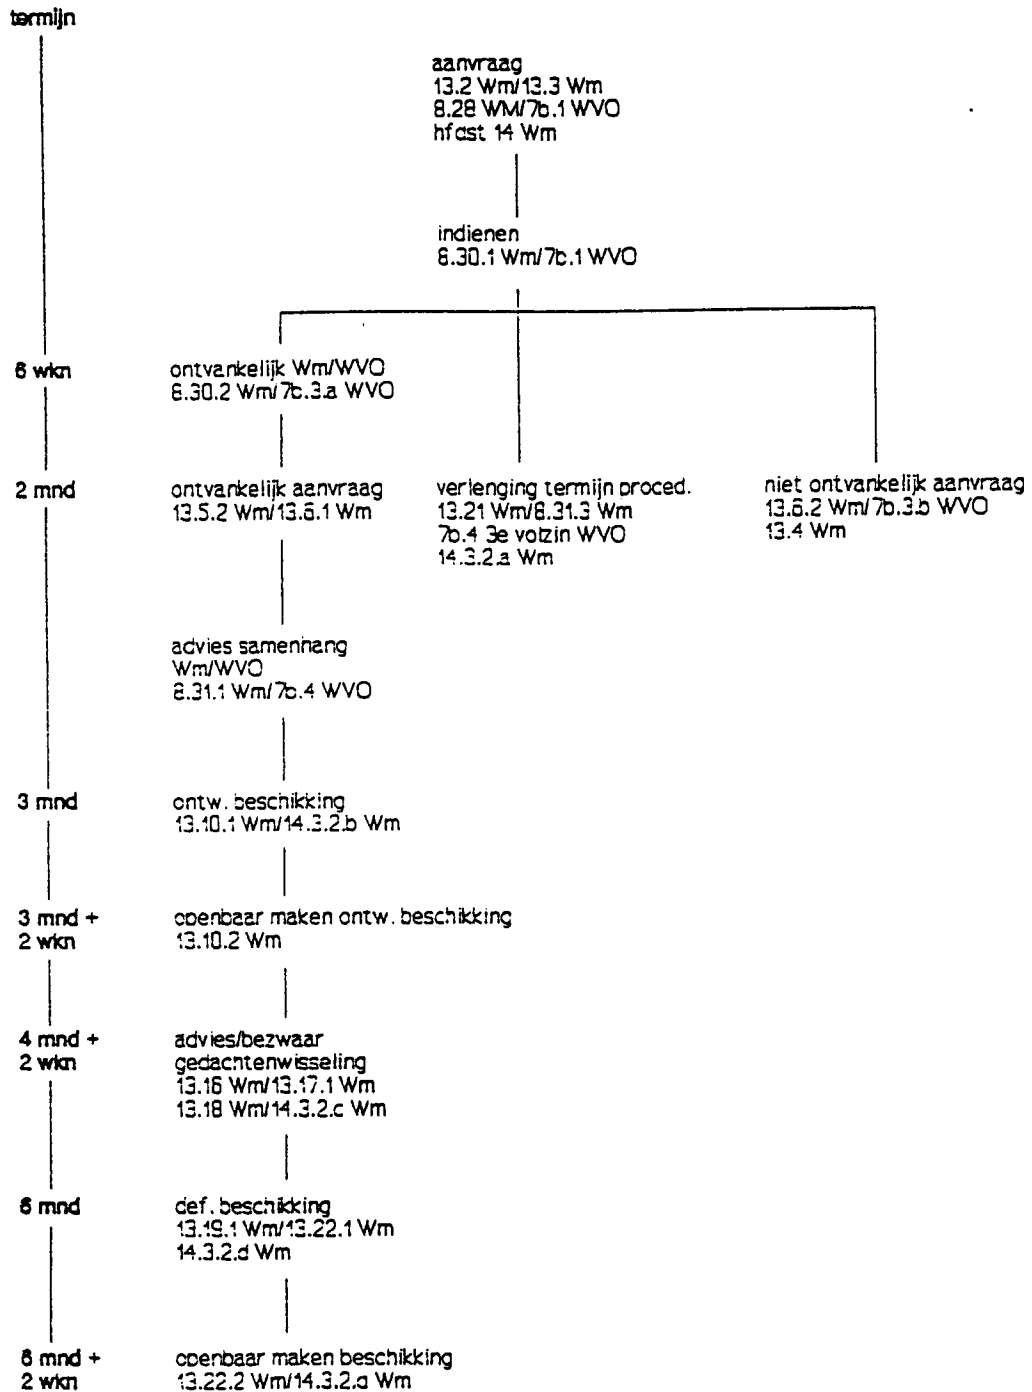 termijn
aanvraag
13.2 Wm/13.3 Wm
8.28 WM/7b.1 WVO
hfdst 14 Wm
indienen
8.30.1 Wm/7b.1 WVO
6 wkn
ontvankelijk Wm/WVO
8.30.2 Wm/7b.3.a WVO
2 mnd
ontvankelijk aanvraag
13.5.2 Wm/13.6.1 Wm
verlenging termijn proced.
13.21 Wm/8.31.3 Wm
7b.4 3e volzin WVO
14.3.2.a Wm
niet ontvankelijk aanvraag
13.6.2 Wm/7b.3.b WVO
13.4 Wm
advies samenhang
Wm/WVO
8.31.1 Wm/7b.4 WVO
3 mnd
ontw. beschikking
13.10.1 Wm/14.3.2.b Wm
3 mnd +
2 wkn
openbaar maken ontw. beschikking
13.10.2 Wm
4 mnd +
2 wkn
advies/bezwaar
gedachtenwisseling
13.16 Wm/13.17.1 Wm
13.18 Wm/14.3.2.c Wm
6 mnd
def. beschikking
13.19.1 Wm/13.22.1 Wm
14.3.2.d Wm
6 mnd +
2 wkn
openbaar maken beschikking
13.22.2 Wm/14.3.2.d Wm